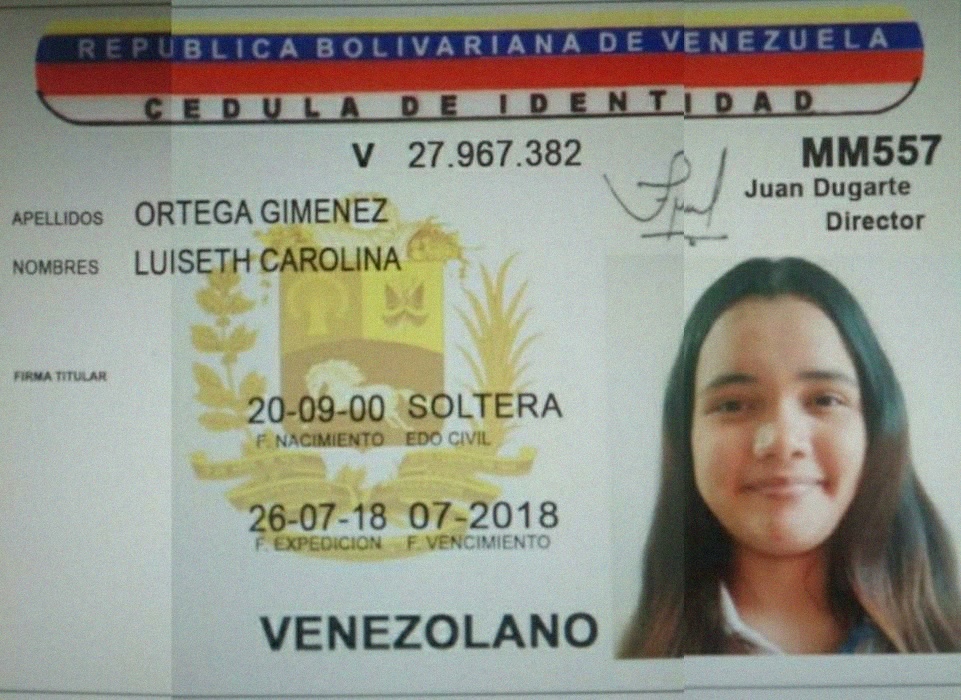 REPUBLICA BOLIVARIANA DE VENEZUELA
CEDULA DE IDENTIDAD
V 27.967.382
MM557
Juan Dugarte
Director
APELLIDOS ORTEGA GIMENEZ
NOMBRES LUISETH CAROLINA
FIRMA TITULAR
20-09-00 SOLTERA
F. NACIMIENTO EDO CIVIL
26-07-18 07-2018
F. EXPEDICION F. VENCIMIENTO
VENEZOLANO